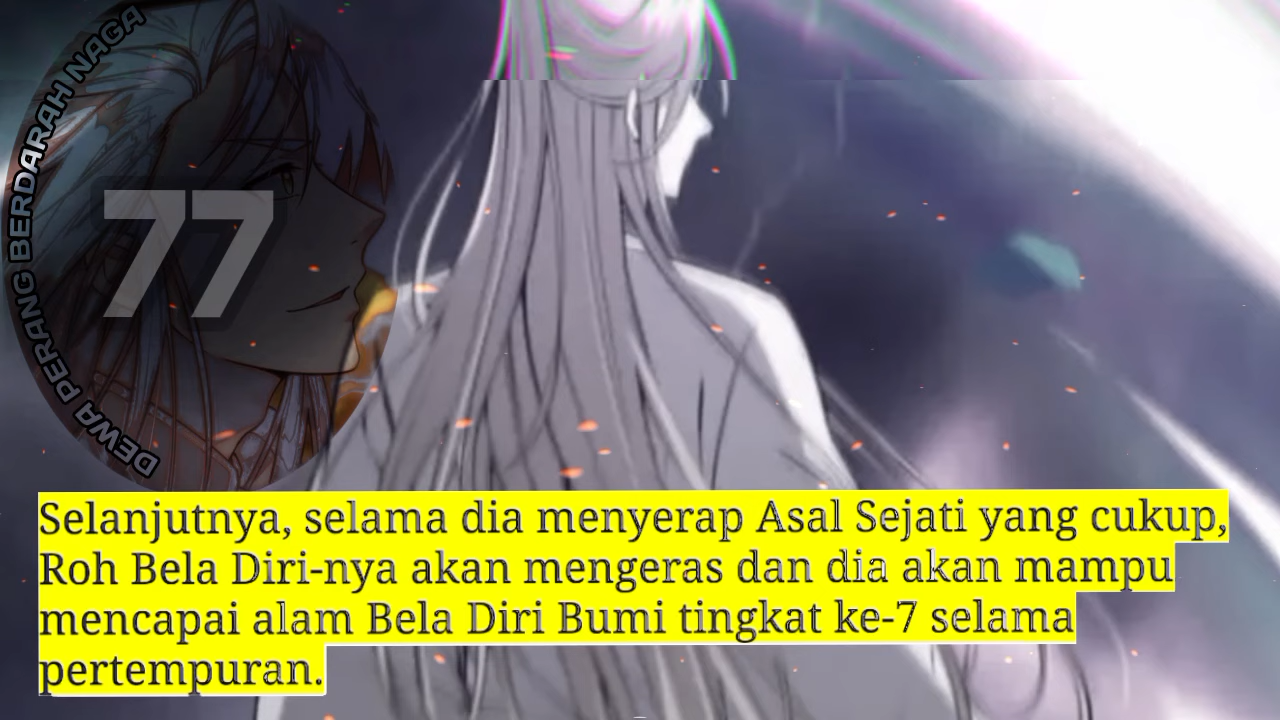 DEWA PERANG BERDARAH NAGA
77
Selanjutnya, selama dia menyerap Asal Sejati yang cukup,
Roh Bela Diri-nya akan mengeras dan dia akan mampu
mencapai alam Bela Diri Bumi tingkat ke-7 selama
pertempuran.